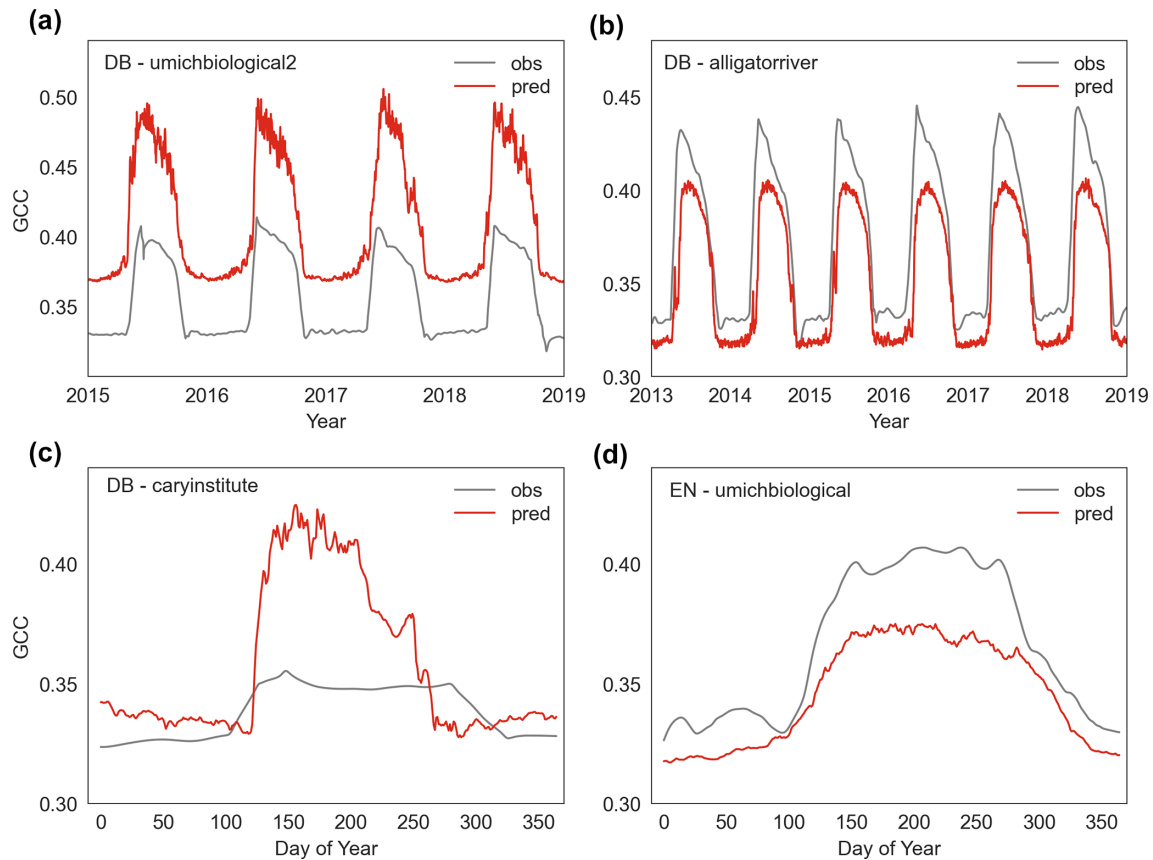 (a)
DB - umichbiological2
obs
pred
0.50
0.45
0.40
0.35
GCC
2015 2016 2017 2018 2019
Year
(b)
DB - alligatorriver
obs
pred
0.45
0.40
0.35
0.30
2013 2014 2015 2016 2017 2018 2019
Year
(c)
DB - caryinstitute
obs
pred
0.40
0.35
0.30
GCC
0 50 100 150 200 250 300 350
Day of Year
(d)
EN - umichbiological
obs
pred
0.40
0.35
0.30
0 50 100 150 200 250 300 350
Day of Year